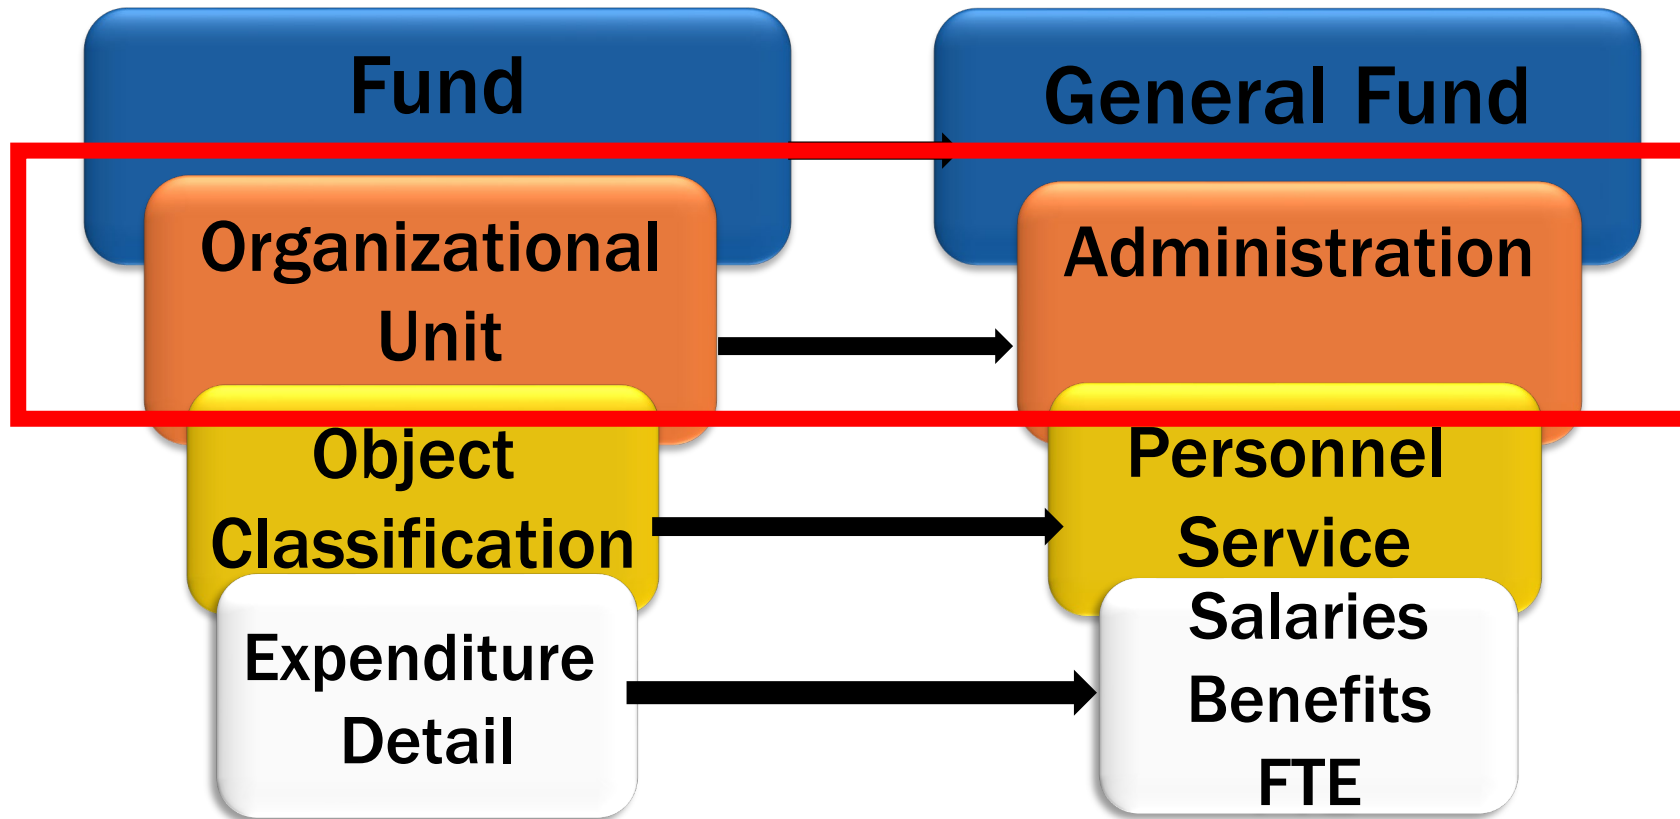 Fund
Organizational
Unit
Object
Classification
Expenditure
Detail
General Fund
Administration
Personnel
Service
Salaries
Benefits
FTE